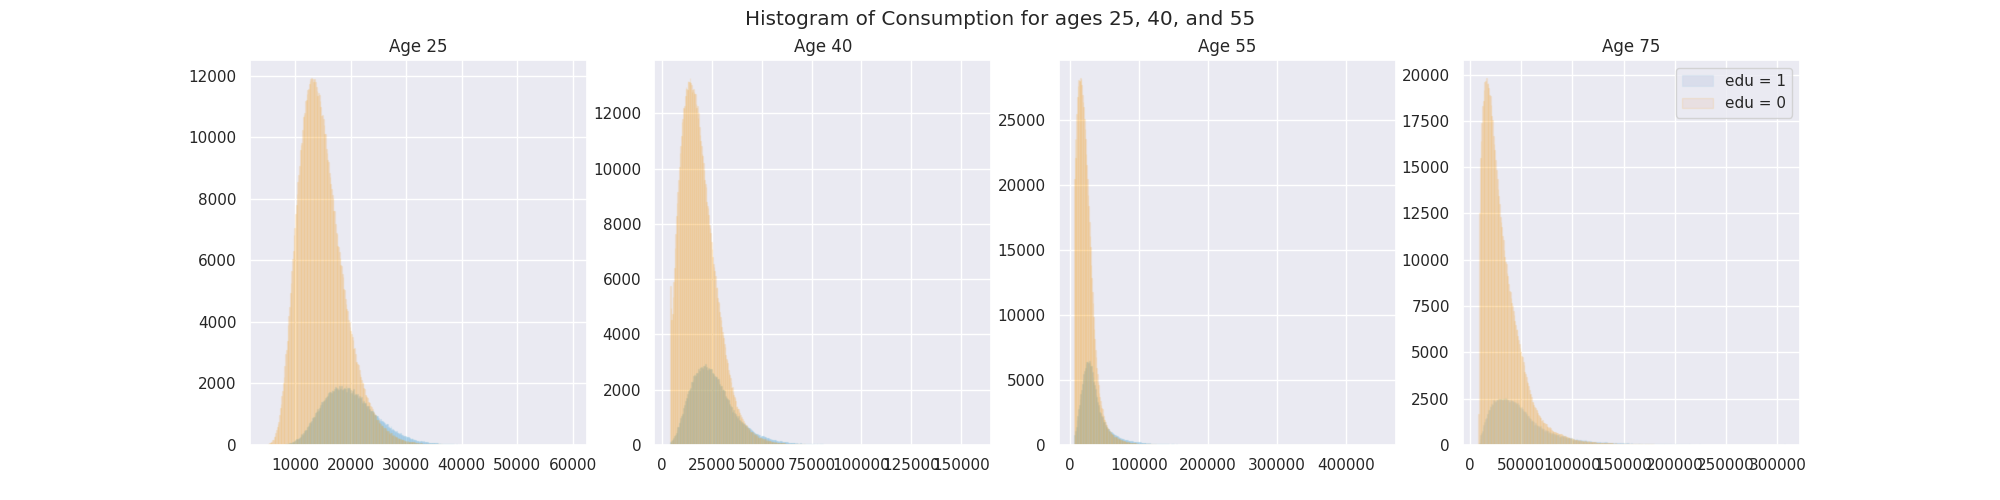 Histogram of Consumption for ages 25, 40, and 55
Age 25
12000
10000
8000
6000
4000
2000
0
10000 20000 30000 40000 50000 60000
Age 40
12000
10000
8000
6000
4000
2000
0
0 25000 50000 75000 100000 125000 150000
Age 55
25000
20000
15000
10000
5000
0
0 100000 200000 300000 400000
Age 75
20000
17500
15000
12500
10000
7500
5000
2500
0
0 50000 100000 150000 200000 250000 300000
edu = 1
edu = 0